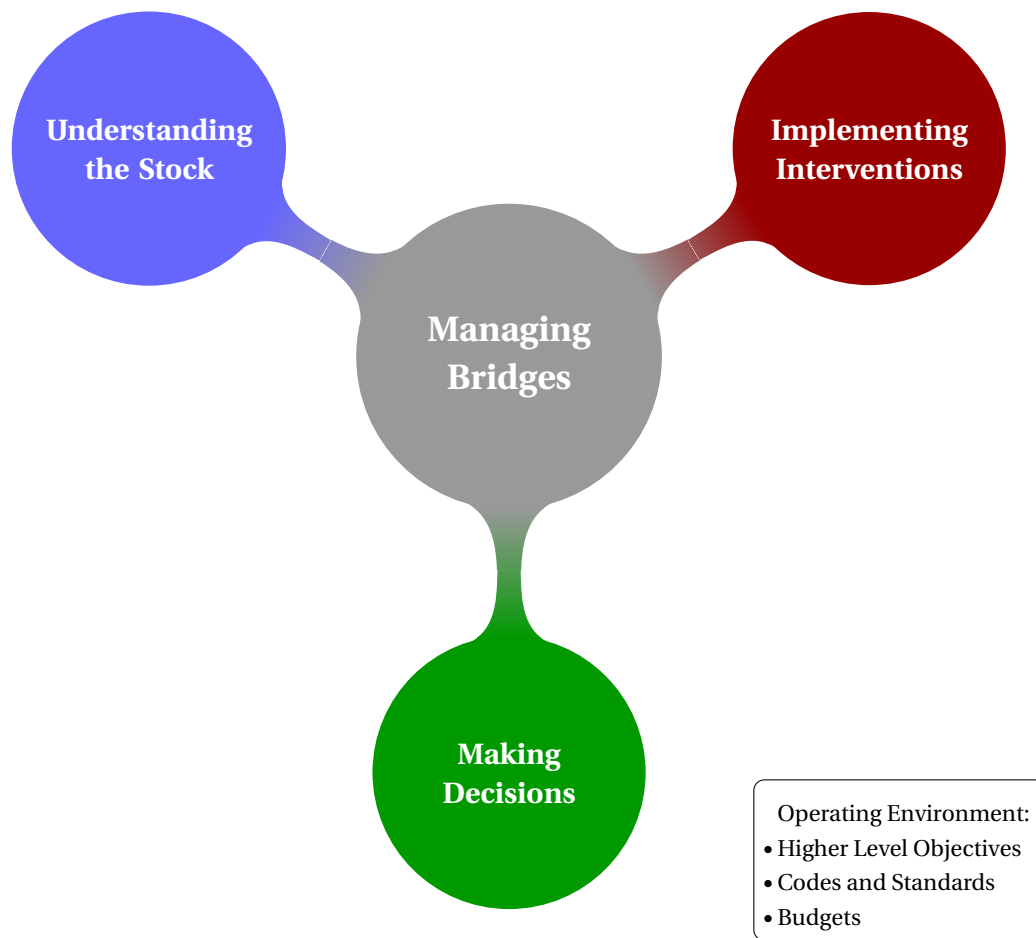 Understanding
the Stock
Implementing
Interventions
Managing
Bridges
Making
Decisions
Operating Environment:
• Higher Level Objectives
• Codes and Standards
• Budgets